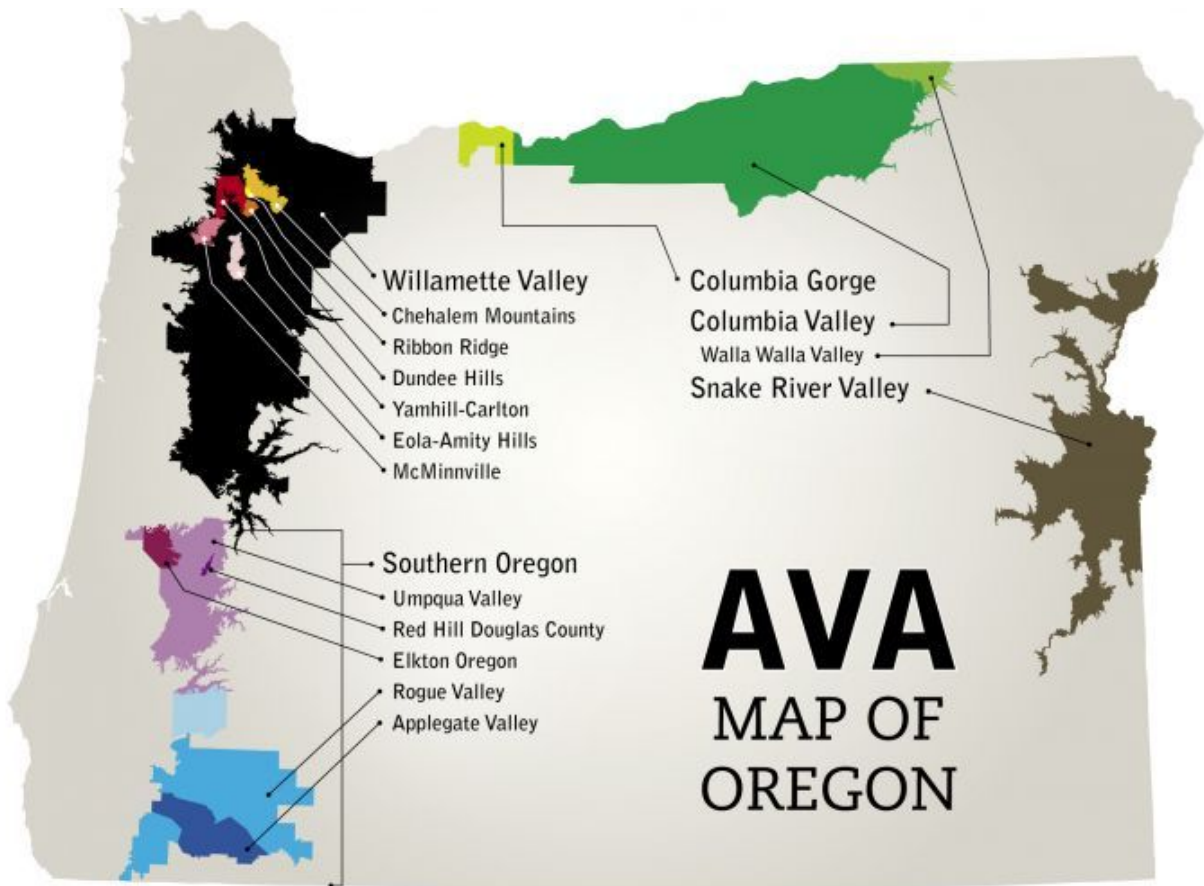 Willamette Valley
Chehalem Mountains
Ribbon Ridge
Dundee Hills
Yamhill-Carlton
Eola-Amity Hills
McMinnville
Columbia Gorge
Columbia Valley
Walla Walla Valley
Snake River Valley
Southern Oregon
Umpqua Valley
Red Hill Douglas County
Elkton Oregon
Rogue Valley
Applegate Valley
AVA
MAP OF
OREGON